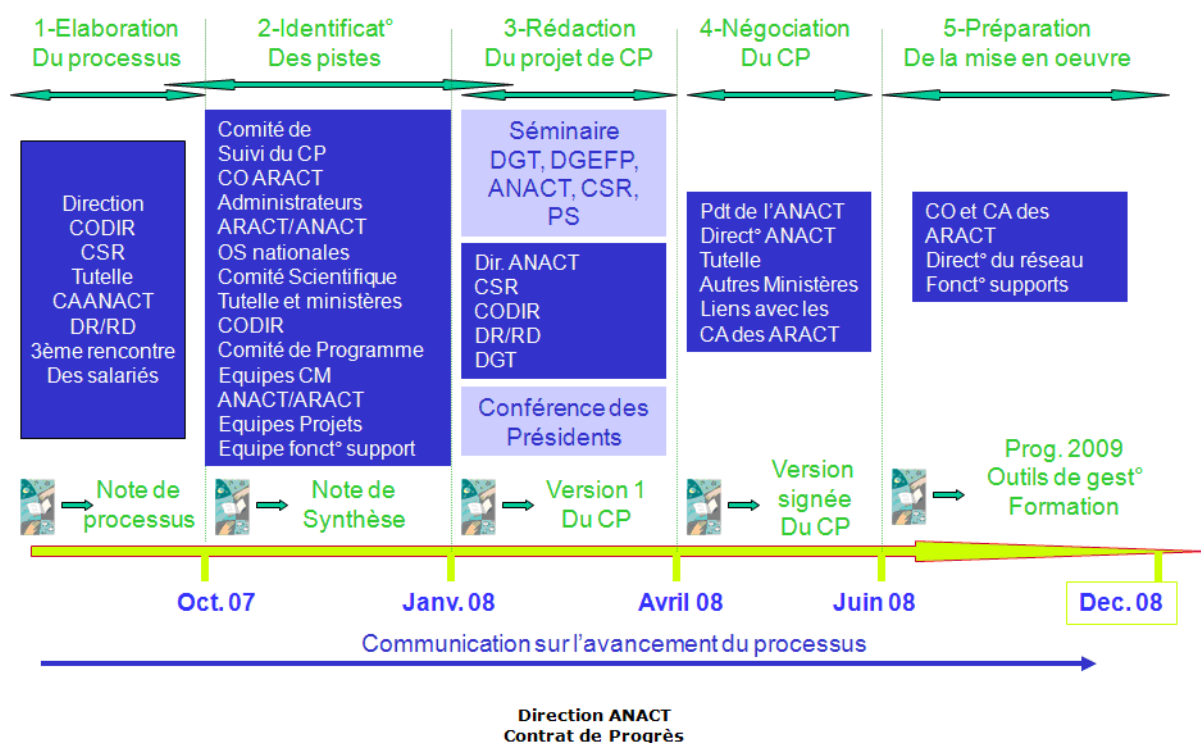 1-Elaboration
Du processus
2-Identificat°
Des pistes
3-Rédaction
Du projet de CP
4-Négociation
Du CP
5-Préparation
De la mise en oeuvre
Direction
CODIR
CSR
Tutelle
CAANACT
DR/RD
3ème rencontre
Des salariés
Comité de
Suivi du CP
CO ARACT
Administrateurs
ARACT/ANACT
OS nationales
Comité Scientifique
Tutelle et ministères
CODIR
Comité de Programme
Equipes CM
ANACT/ARACT
Equipes Projets
Equipe fonct° support
Séminaire
DGT, DGEFP,
ANACT, CSR,
PS
Dir. ANACT
CSR
CODIR
DR/RD
DGT
Conférence des
Présidents
Pdt de l'ANACT
Direct° ANACT
Tutelle
Autres Ministères
Liens avec les
CA des ARACT
CO et CA des
ARACT
Direct° du réseau
Fonct° supports
Note de
processus
Note de
Synthèse
Version 1
Du CP
Version
signée
Du CP
Prog. 2009
Outils de gest°
Formation
Oct. 07
Janv. 08
Avril 08
Juin 08
Dec. 08
Communication sur l'avancement du processus
Direction ANACT
Contrat de Progrès